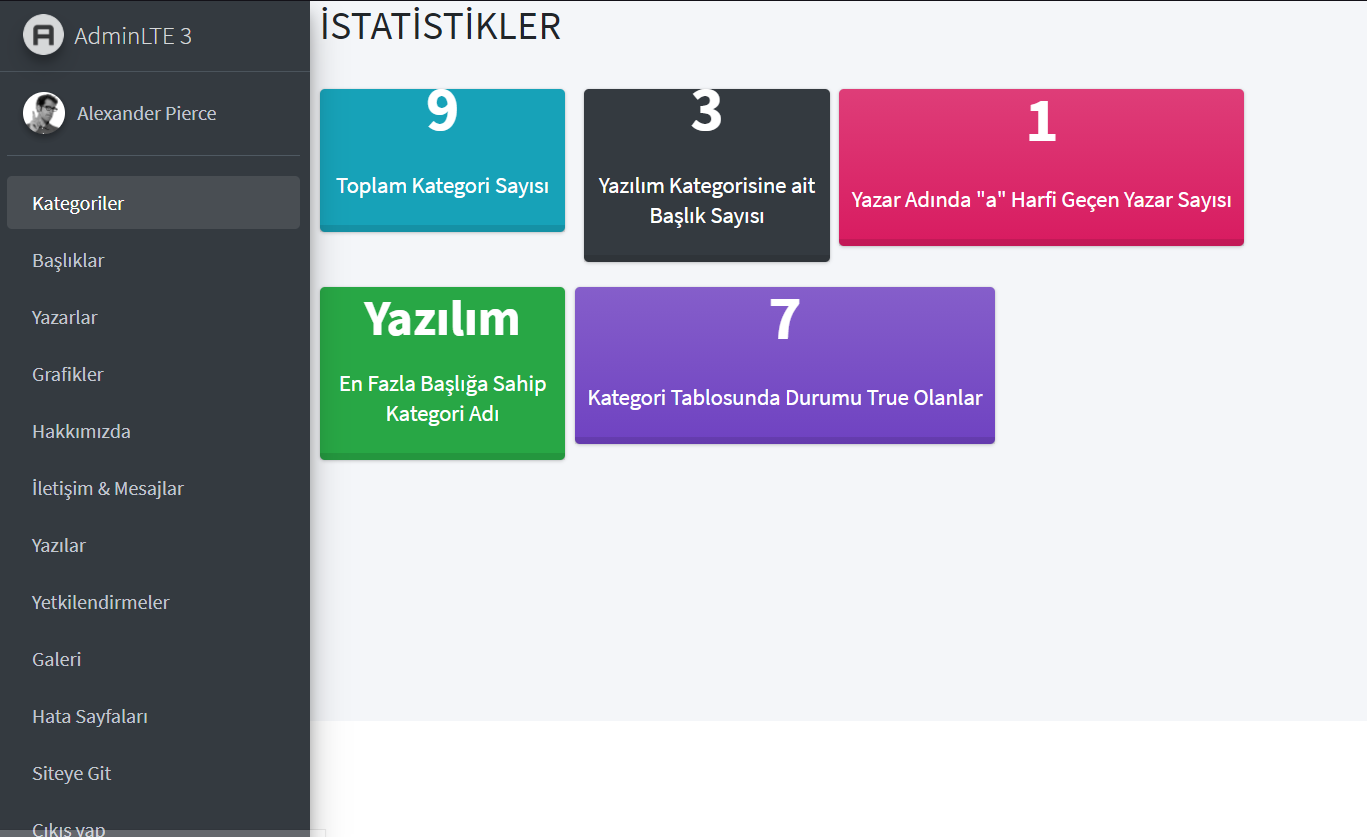 AdminLTE 3
Alexander Pierce
Kategoriler
Başlıklar
Yazarlar
Grafikler
Hakkımızda
İletişim & Mesajlar
Yazılar
Yetkilendirmeler
Galeri
Hata Sayfaları
Siteye Git
Çıkış yap
İSTATİSTİKLER
9
Toplam Kategori Sayısı
3
Yazılım Kategorisine ait
Başlık Sayısı
1
Yazar Adında "a" Harfi Geçen Yazar Sayısı
Yazılım
En Fazla Başlığa Sahip
Kategori Adı
7
Kategori Tablosunda Durumu True Olanlar